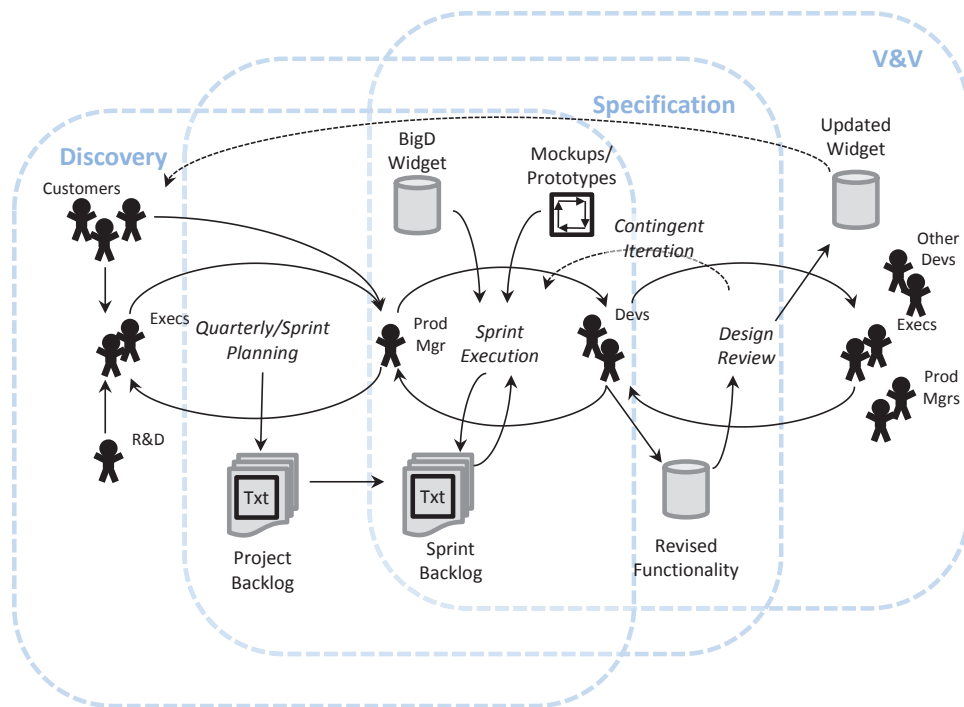 V&V
Specification
Discovery
BigD
Widget
Mockups/
Prototypes
Updated
Widget
Customers
Contingent
Iteration
Other
Devs
Execs
Quarterly/Sprint
Planning
Prod
Mgr
Sprint
Execution
Devs
Design
Review
Execs
Prod
Mgrs
R&D
Txt
Project
Backlog
Txt
Sprint
Backlog
Revised
Functionality